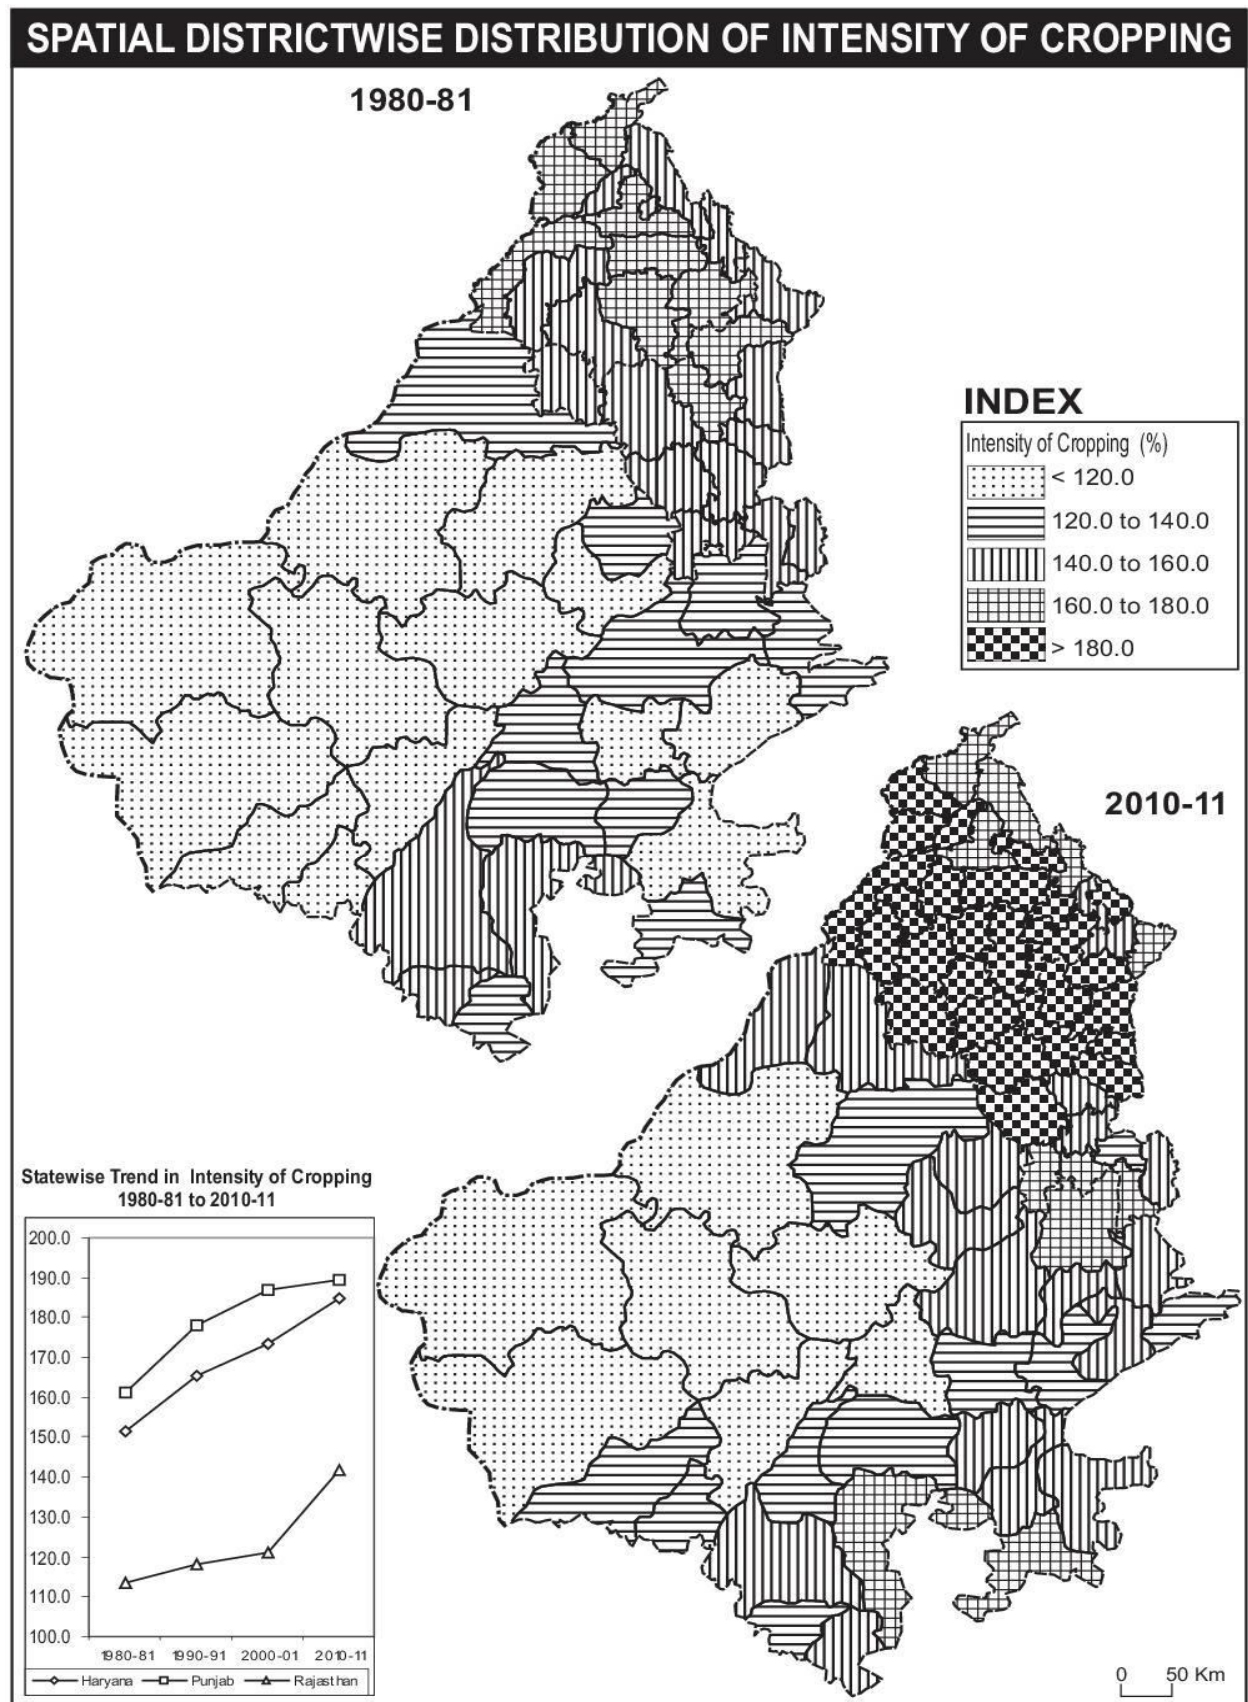 SPATIAL DISTRICTWISE DISTRIBUTION OF INTENSITY OF CROPPING
1980-81
INDEX
Intensity of Cropping (%)
< 120.0
120.0 to 140.0
140.0 to 160.0
160.0 to 180.0
> 180.0
2010-11
Statewise Trend in Intensity of Cropping
1980-81 to 2010-11
200.0
190.0
180.0
170.0
160.0
150.0
140.0
130.0
120.0
110.0
100.0
1980-81 1990-91 2000-01 2010-11
Haryana Punjab Rajasthan
0 50 Km